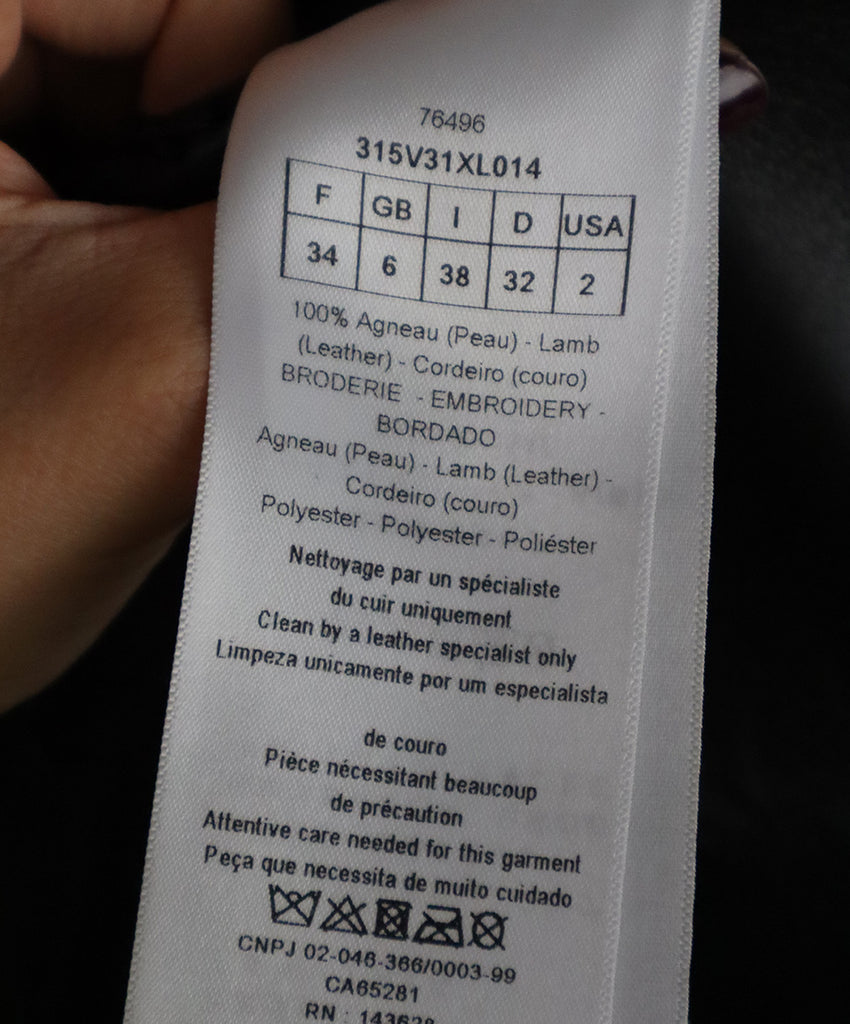 76496
315V31XL014
F GB I D USA
34 6 38 32 2
100% Agneau (Peau) - Lamb
(Leather) - Cordeiro (couro)
BRODERIE - EMBROIDERY -
BORDADO
Agneau (Peau) - Lamb (Leather) -
Cordeiro (couro)
Polyester - Polyester - Poliéster
Nettoyage par un spécialiste
du cuir uniquement
Clean by a leather specialist only
Limpeza unicamente por um especialista
de couro
Pièce nécessitant beaucoup
de précaution
Attentive care needed for this garment
Peça que necessita de muito cuidado
CNPJ 02-046-366/0003-99
CA65281
RN :